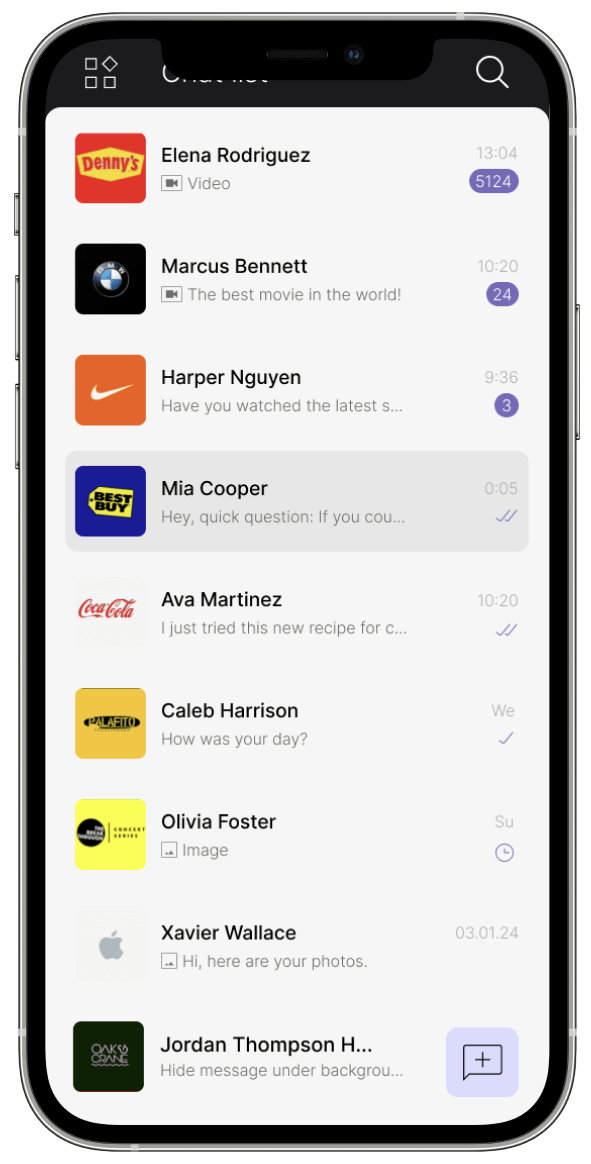 Chat list
Denny's
Elena Rodriguez
13:04
Video
5124
BMW
Marcus Bennett
10:20
The best movie in the world!
24
Harper Nguyen
9:36
Have you watched the latest s...
3
BEST
BUY
Mia Cooper
0:05
Hey, quick question: If you cou...
Coca-Cola
Ava Martinez
10:20
I just tried this new recipe for c...
PALAFITO
Caleb Harrison
We
How was your day?
THE
BREAK
THROUGH
CONCERT
SERIES
Olivia Foster
Su
Image
Xavier Wallace
03.01.24
Hi, here are your photos.
OAK &
CRANE
Jordan Thompson H...
Hide message under backgrou...